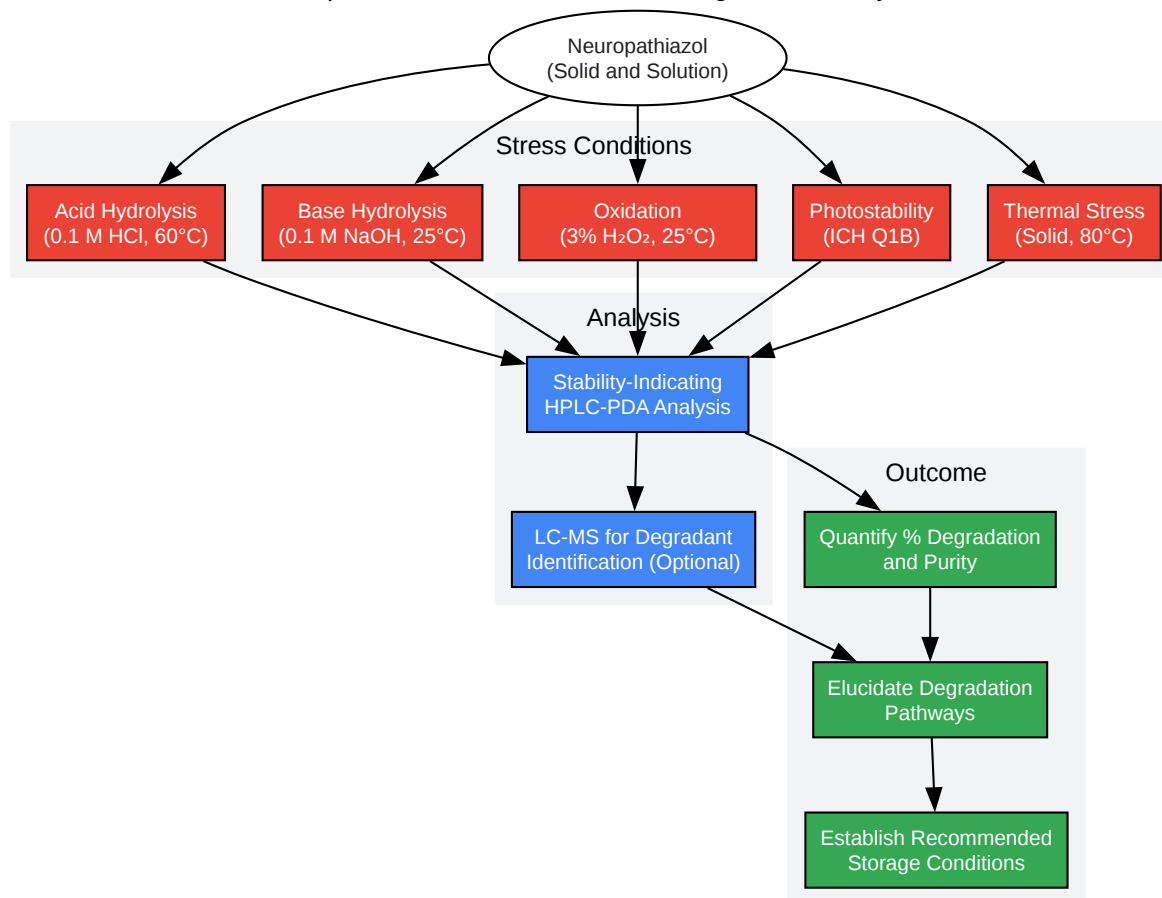 Neuropathiazol
(Solid and Solution)
Stress Conditions
Acid Hydrolysis
(0.1 M HCl, 60°C)
Base Hydrolysis
(0.1 M NaOH, 25°C)
Oxidation
(3% H₂O₂, 25°C)
Photostability
(ICH Q1B)
Thermal Stress
(Solid, 80°C)
Analysis
Stability-Indicating
HPLC-PDA Analysis
Outcome
LC-MS for Degradant
Identification (Optional)
Quantify % Degradation
and Purity
Elucidate Degradation
Pathways
Establish Recommended
Storage Conditions